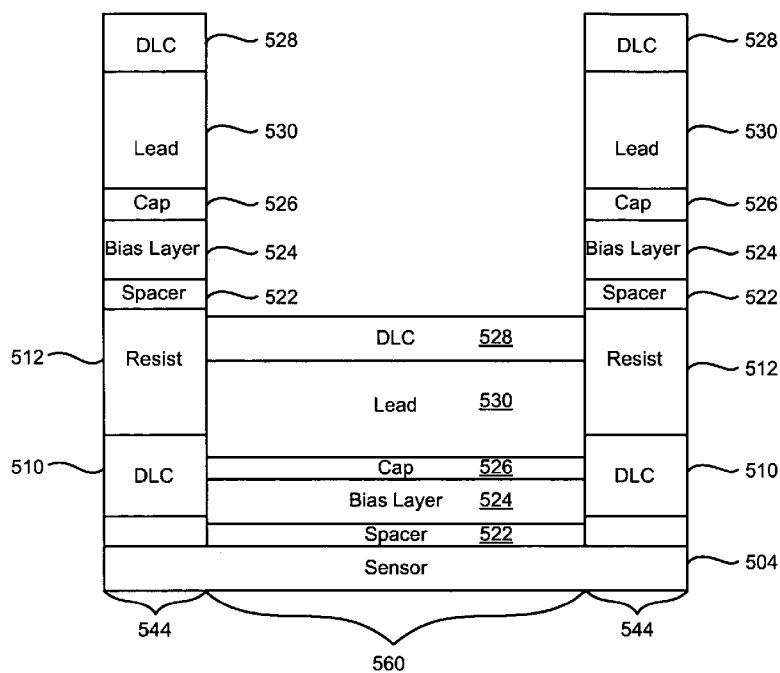 DLC 528 DLC 528
Lead 530 Lead 530
Cap 526 Cap 526
Bias Layer 524 Bias Layer 524
Spacer 522 Spacer 522
512 Resist DLC 528 Resist 512
Lead 530
510 DLC Cap 526 DLC 510
Bias Layer 524
Spacer 522
Sensor 504
544 560 544